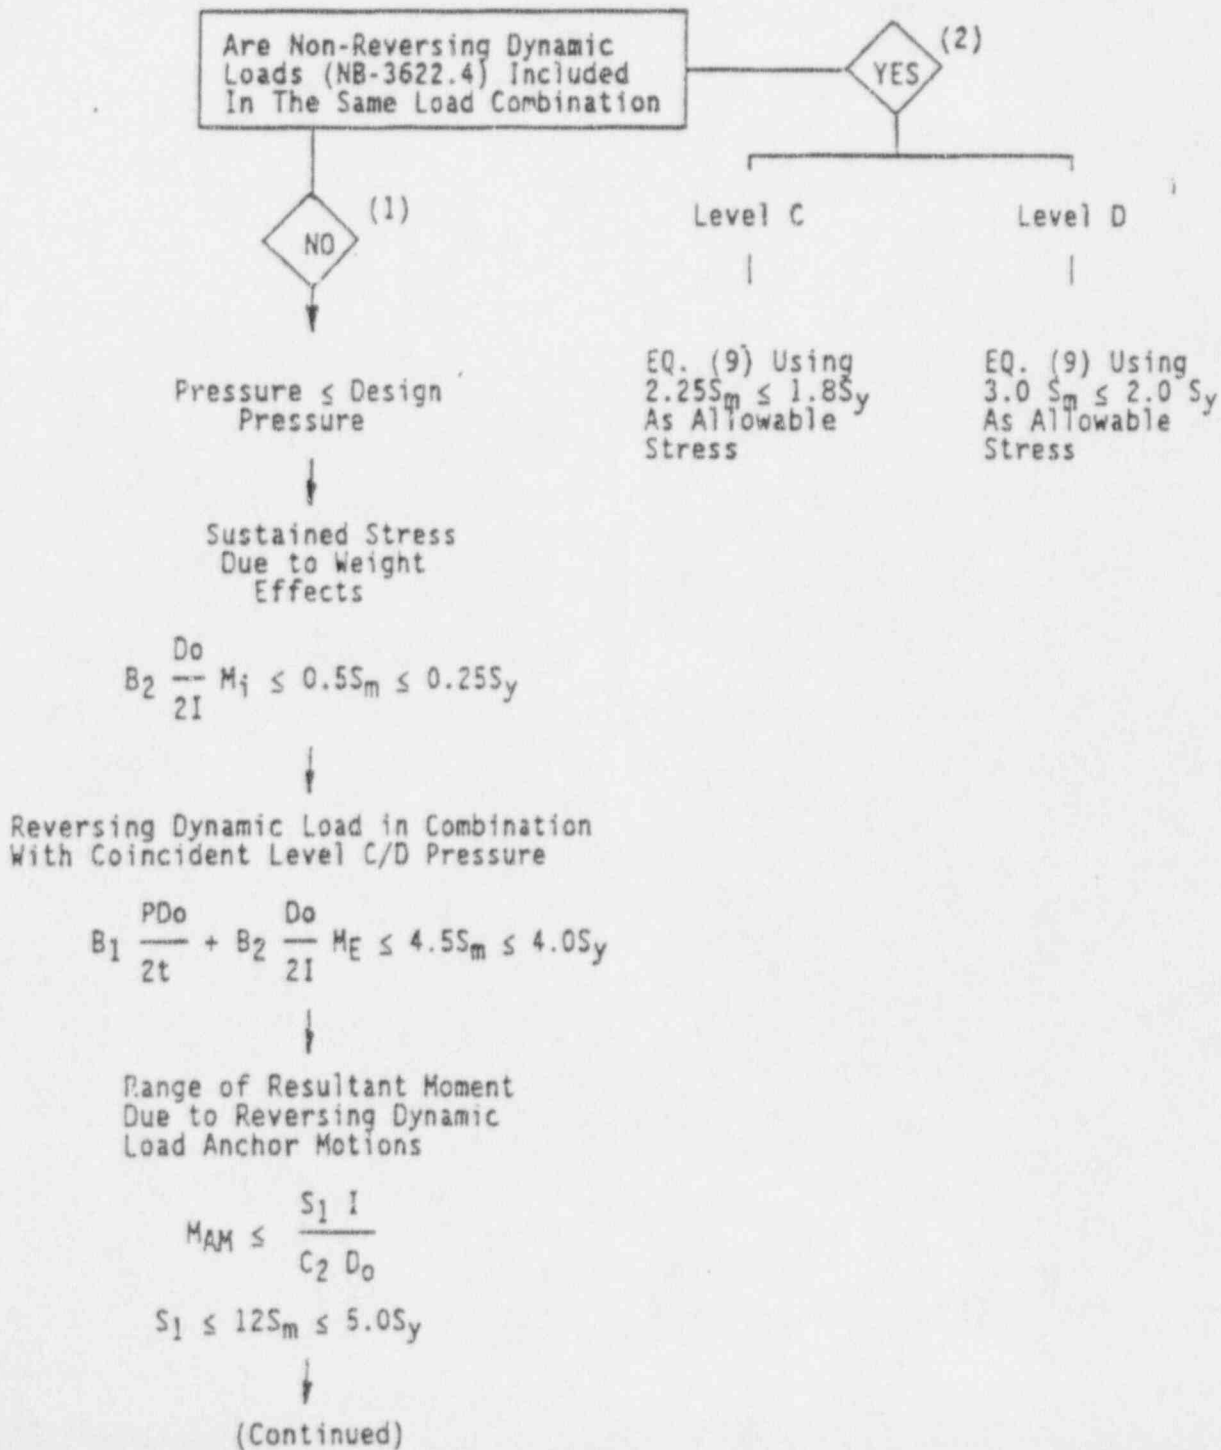 Are Non-Reversing Dynamic
Loads (NB-3622.4) Included
In The Same Load Combination
YES
(2)
NO
(1)
Level C
Level D
EQ. (9) Using
2.25Sm ≤ 1.8Sy
As Allowable
Stress
EQ. (9) Using
3.0 Sm ≤ 2.0 Sy
As Allowable
Stress
Pressure ≤ Design
Pressure
Sustained Stress
Due to Weight
Effects
B2 Do/2I Mi ≤ 0.5Sm ≤ 0.25Sy
Reversing Dynamic Load in Combination
With Coincident Level C/D Pressure
B1 PDo/2t + B2 Do/2I ME ≤ 4.5Sm ≤ 4.0Sy
Range of Resultant Moment
Due to Reversing Dynamic
Load Anchor Motions
MAM ≤ S1 I/C2 Do
S1 ≤ 12Sm ≤ 5.0Sy
(Continued)